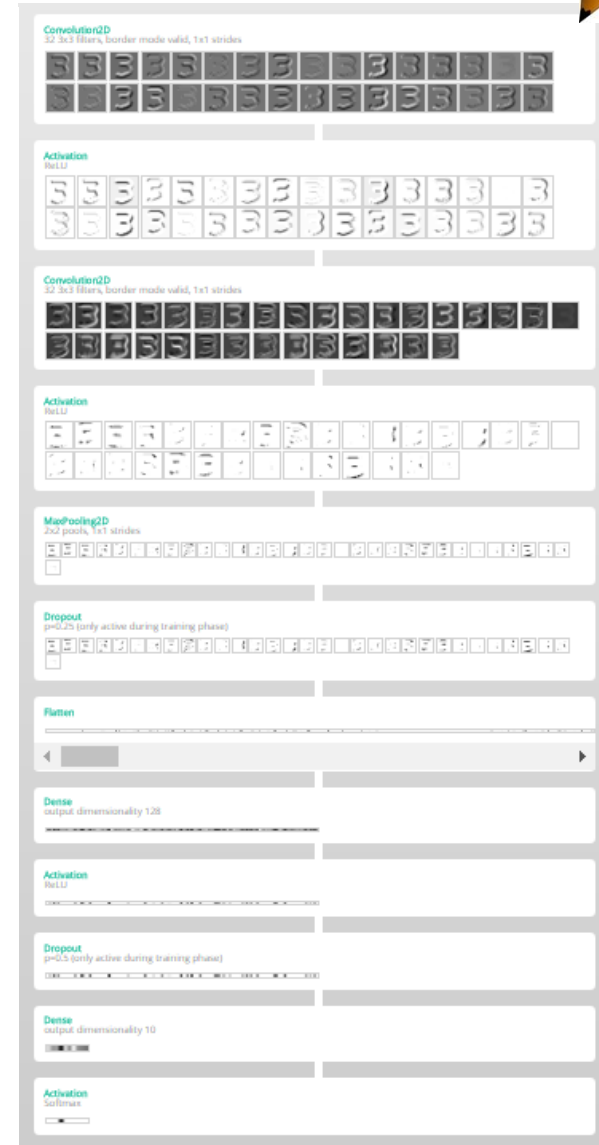 Convolution2D
32 3x3 filters, border mode valid, 1x1 strides
Activation
ReLU
Convolution2D
32 3x3 filters, border mode valid, 1x1 strides
Activation
ReLU
MaxPooling2D
2x2 pools, 1x1 strides
Dropout
p=0.25 (only active during training phase)
Flatten
Dense
output dimensionality 128
Activation
ReLU
Dropout
p=0.5 (only active during training phase)
Dense
output dimensionality 10
Activation
Softmax